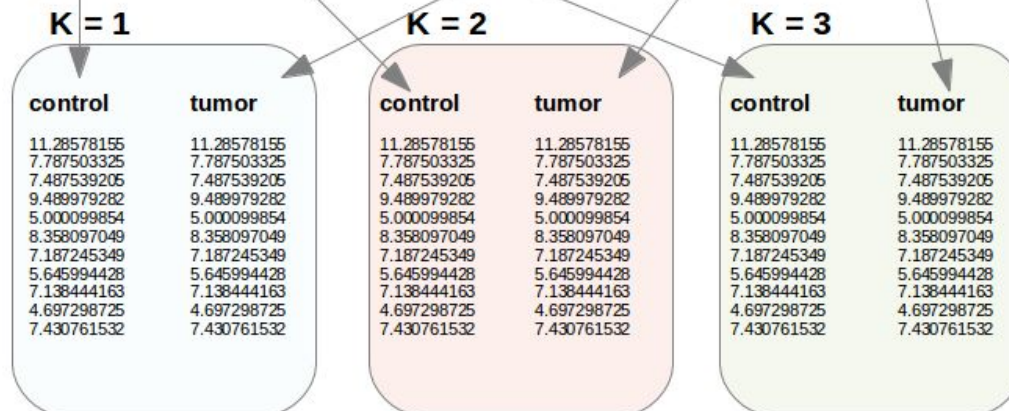 K = 1 K = 2 K = 3
control tumor control tumor control tumor
11.28578155 11.28578155 11.28578155 11.28578155 11.28578155 11.28578155
7.787503325 7.787503325 7.787503325 7.787503325 7.787503325 7.787503325
7.487539205 7.487539205 7.487539205 7.487539205 7.487539205 7.487539205
9.489979282 9.489979282 9.489979282 9.489979282 9.489979282 9.489979282
5.000099854 5.000099854 5.000099854 5.000099854 5.000099854 5.000099854
8.358097049 8.358097049 8.358097049 8.358097049 8.358097049 8.358097049
7.187245349 7.187245349 7.187245349 7.187245349 7.187245349 7.187245349
5.645994428 5.645994428 5.645994428 5.645994428 5.645994428 5.645994428
7.138444163 7.138444163 7.138444163 7.138444163 7.138444163 7.138444163
4.697298725 4.697298725 4.697298725 4.697298725 4.697298725 4.697298725
7.430761532 7.430761532 7.430761532 7.430761532 7.430761532 7.430761532